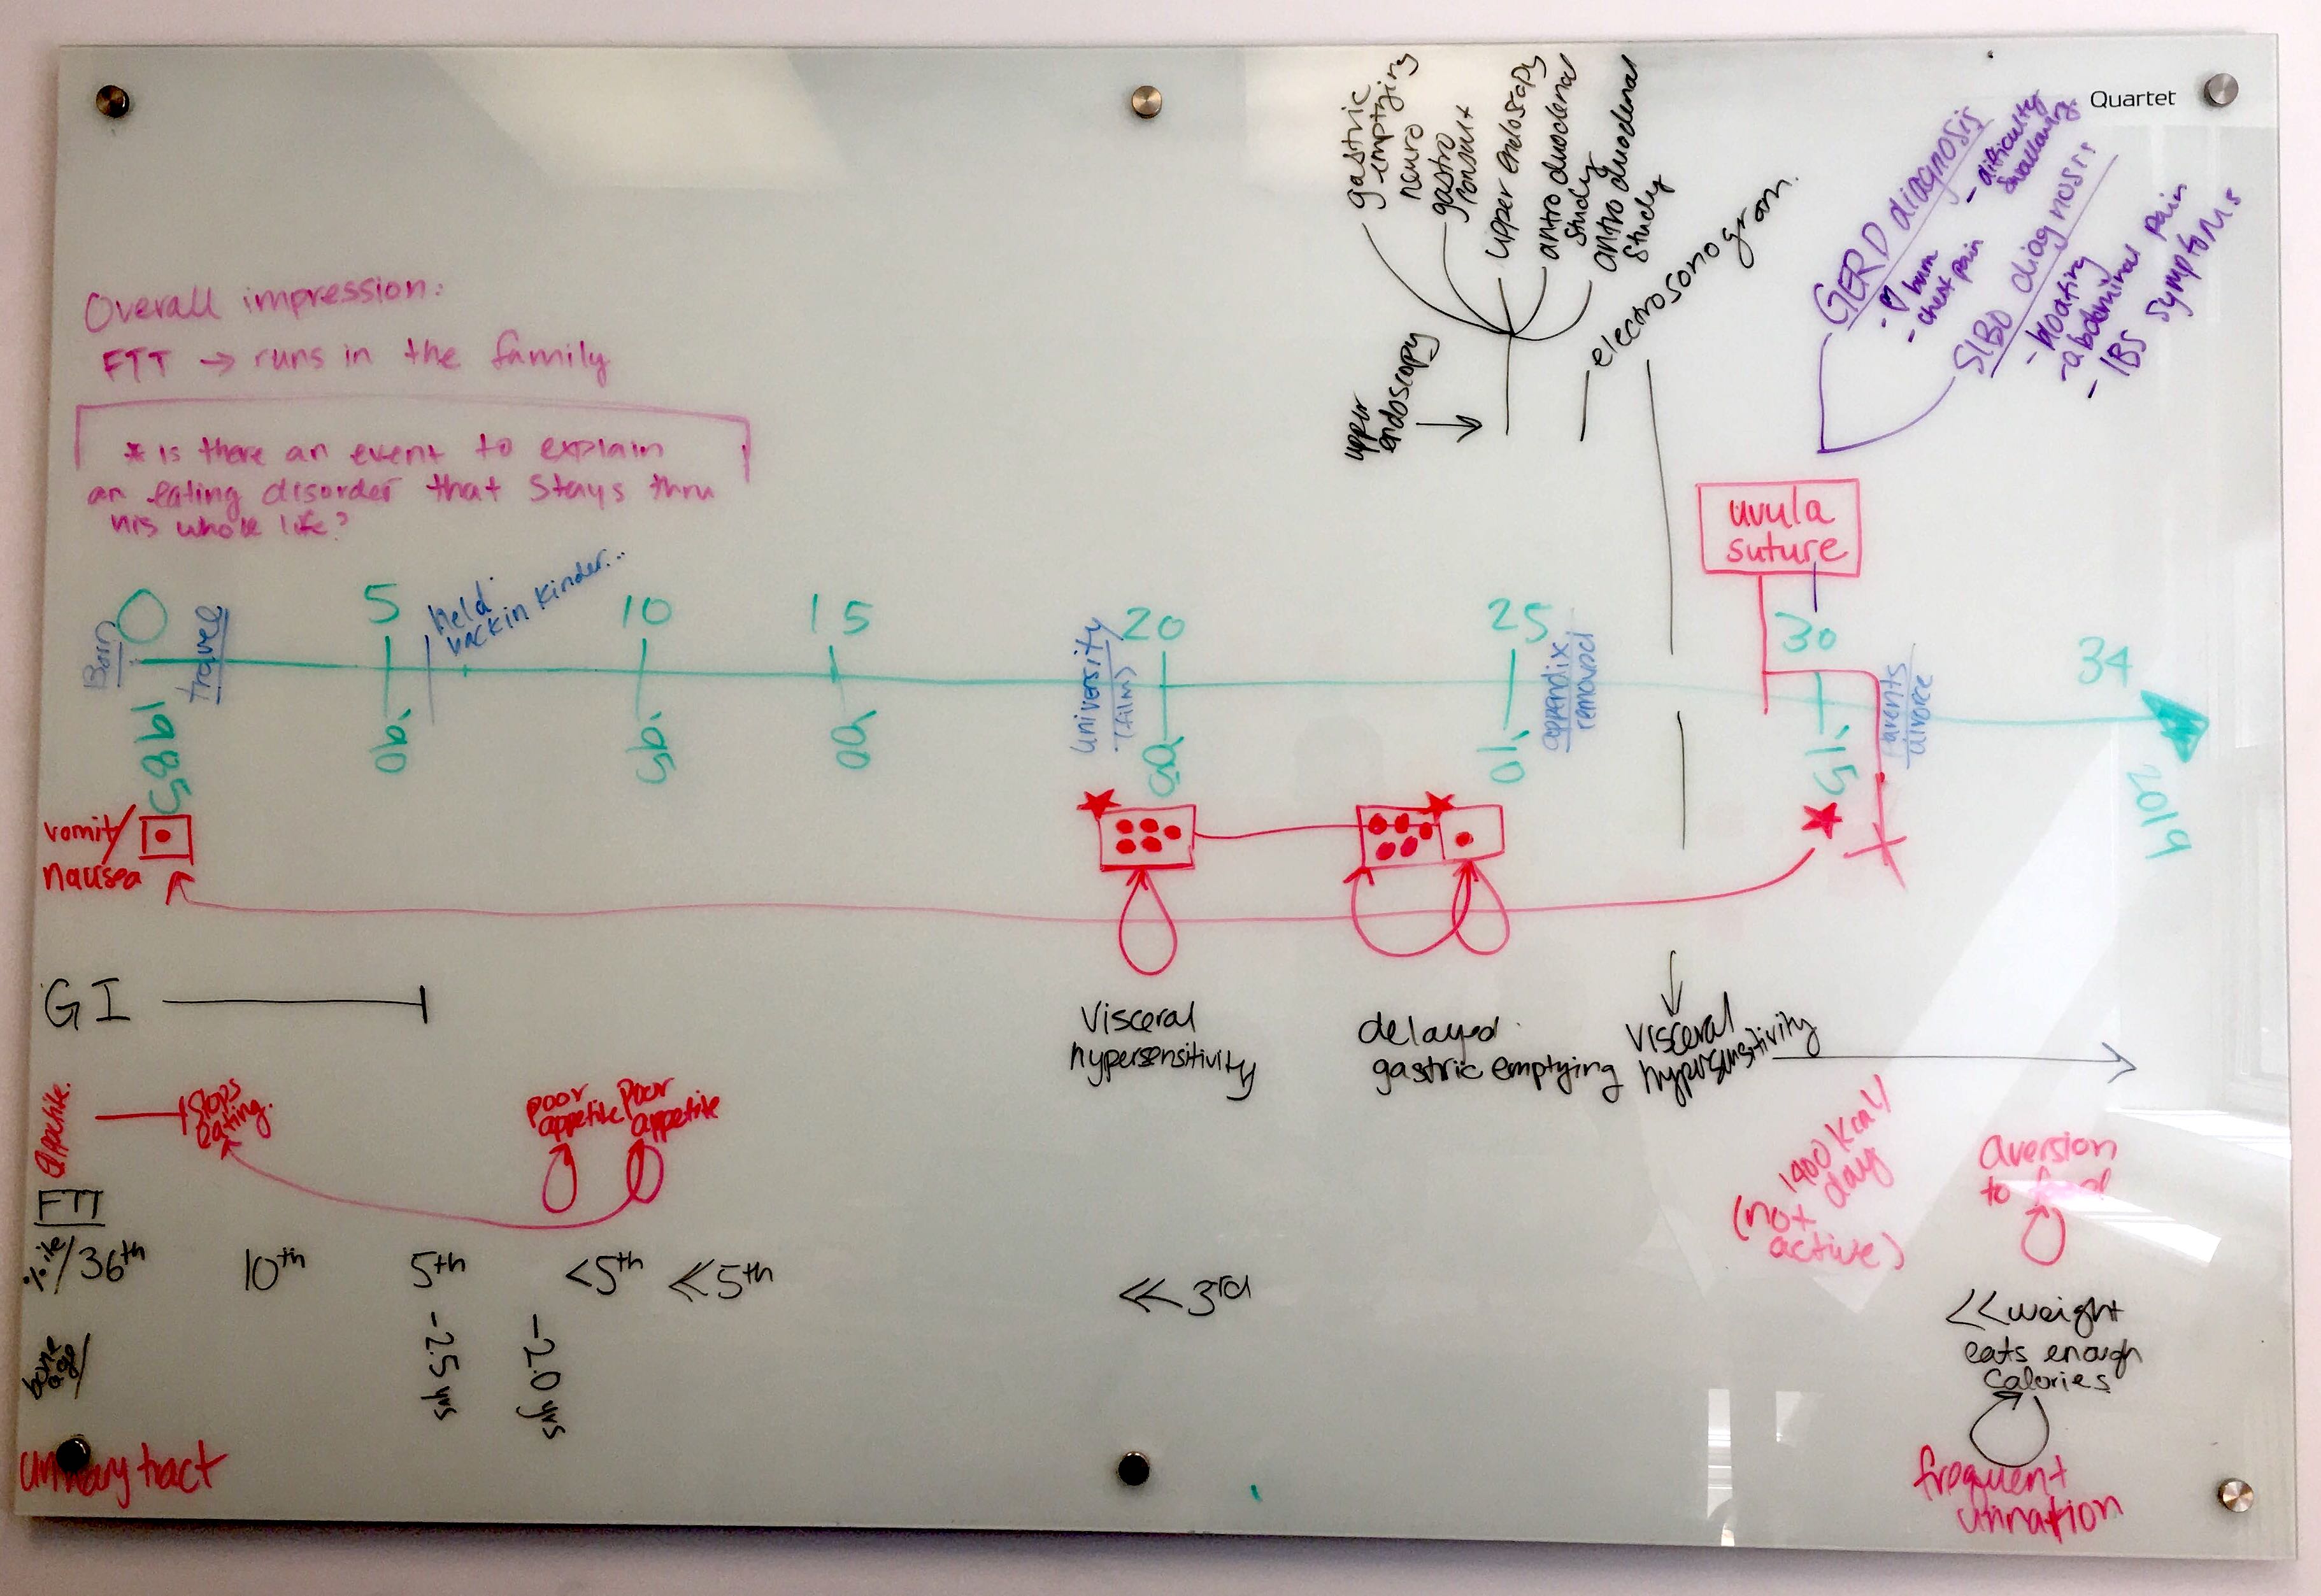 Quartet
gastric
emptying
neuro
gastro
consult
upper endoscopy
antro duodenal
study
antro duodenal
study
electrosonogram.
upper
endoscopy
GERD diagnosis
- ♥ burn
- chest pain
- difficulty
swallowing
SIBO diagnosis
- bloating
- abdominal pain
- IBS symptoms
Overall impression:
FTT → runs in the family
* is there an event to explain
an eating disorder that stays thru
his whole life?
uvula
suture
0
5
10
15
20
25
30
34
Born
travel
held
back in kinder...
University
(film)
appendix
removed
parents
divorce
1985
'90
'95
'00
'05
'10
'15
2019
vomit/
nausea
GI
visceral
hypersensitivity
delayed
gastric emptying
visceral
hypersensitivity
appetite
stops
eating.
poor
appetite
poor
appetite
1400 kcal/
day
(not
active)
aversion
to food
FTT
%ile/ 36th
10th
5th
<5th
≪5th
≪3rd
<<weight
eats enough
calories
bone
age/
-2.5 yrs
-2.0 yrs
urinary tract
frequent
urination